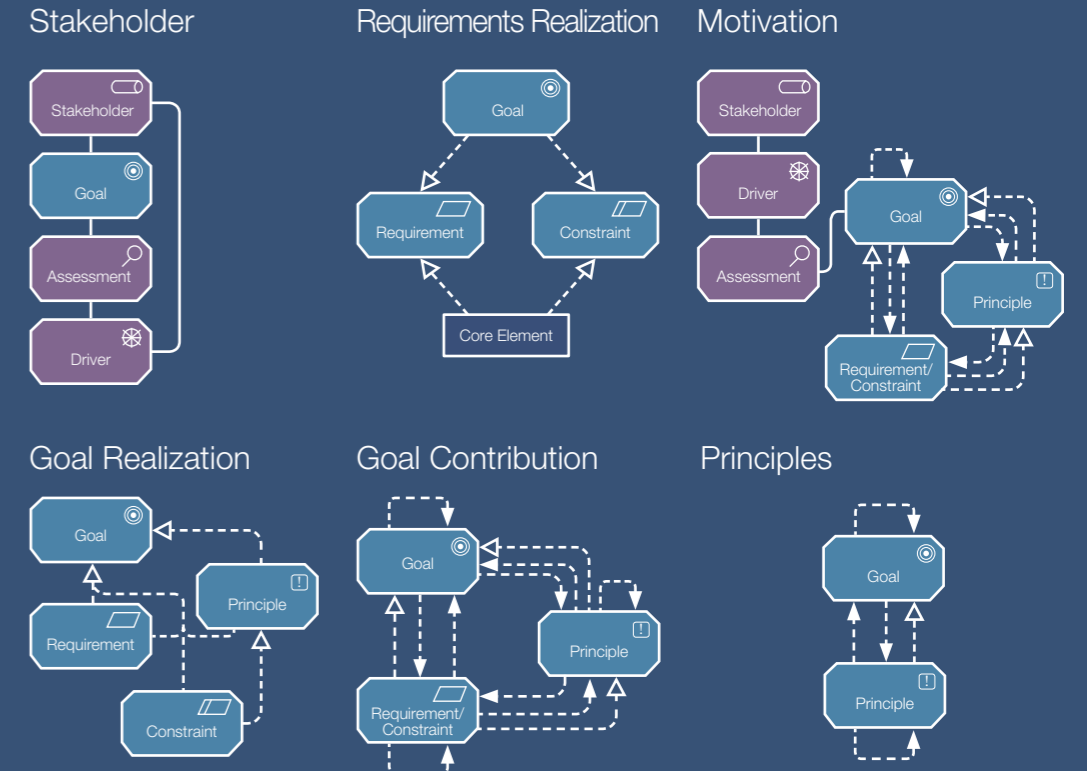 Stakeholder
Stakeholder
Goal
Assessment
Driver
Requirements Realization
Goal
Requirement
Constraint
Core Element
Motivation
Stakeholder
Driver
Assessment
Goal
Principle
Requirement/
Constraint
Goal Realization
Goal
Principle
Requirement
Constraint
Goal Contribution
Goal
Principle
Requirement/
Constraint
Principles
Goal
Principle